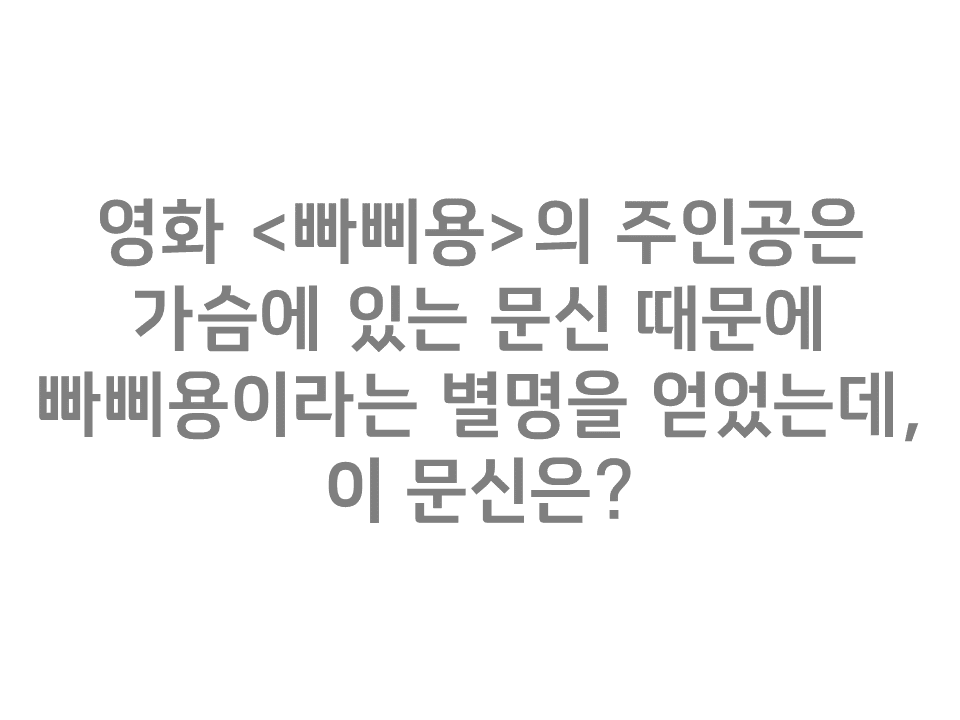 영화 <빠삐용>의 주인공은
가슴에 있는 문신 때문에
빠삐용이라는 별명을 얻었는데,
이 문신은?